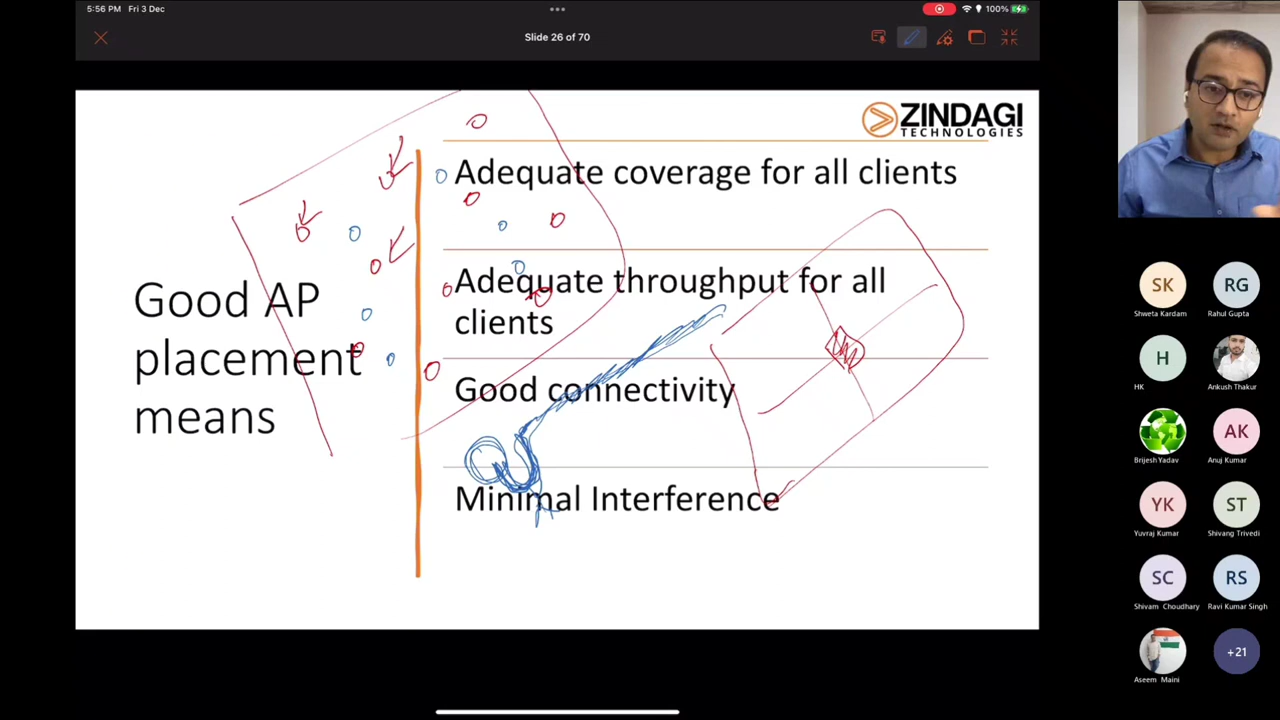 5:56 PM Fri 3 Dec
100%
Slide 26 of 70
ZINDAGI
TECHNOLOGIES
Good AP
placement
means
Adequate coverage for all clients
Adequate throughput for all
clients
Good connectivity
Minimal Interference
SK
RG
Shweta Kardam
Rahul Gupta
H
HK
Ankush Thakur
AK
Brijesh Yadav
Anuj Kumar
YK
ST
Yuvraj Kumar
Shivang Trivedi
SC
RS
Shivam Choudhary
Ravi Kumar Singh
+21
Aseem Maini